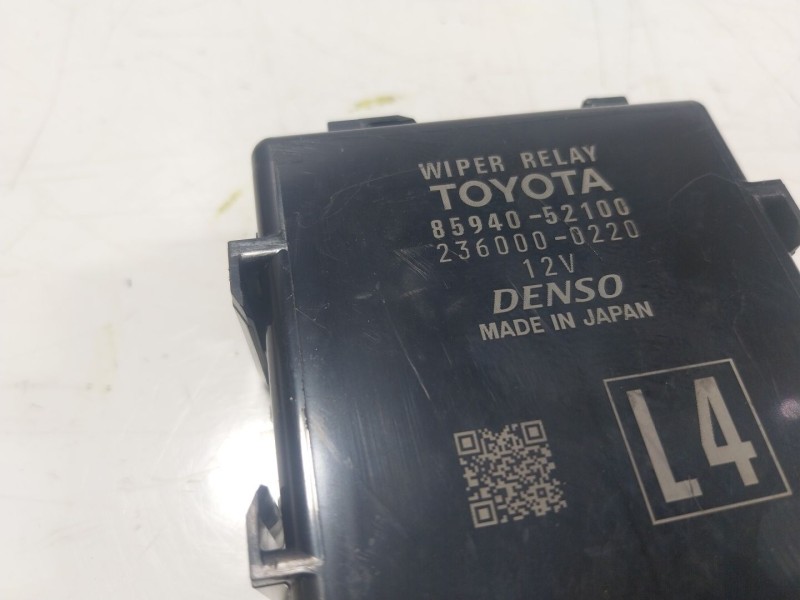 WIPER RELAY
TOYOTA
85940-52100
236000-0220
12V
DENSO
MADE IN JAPAN
L4